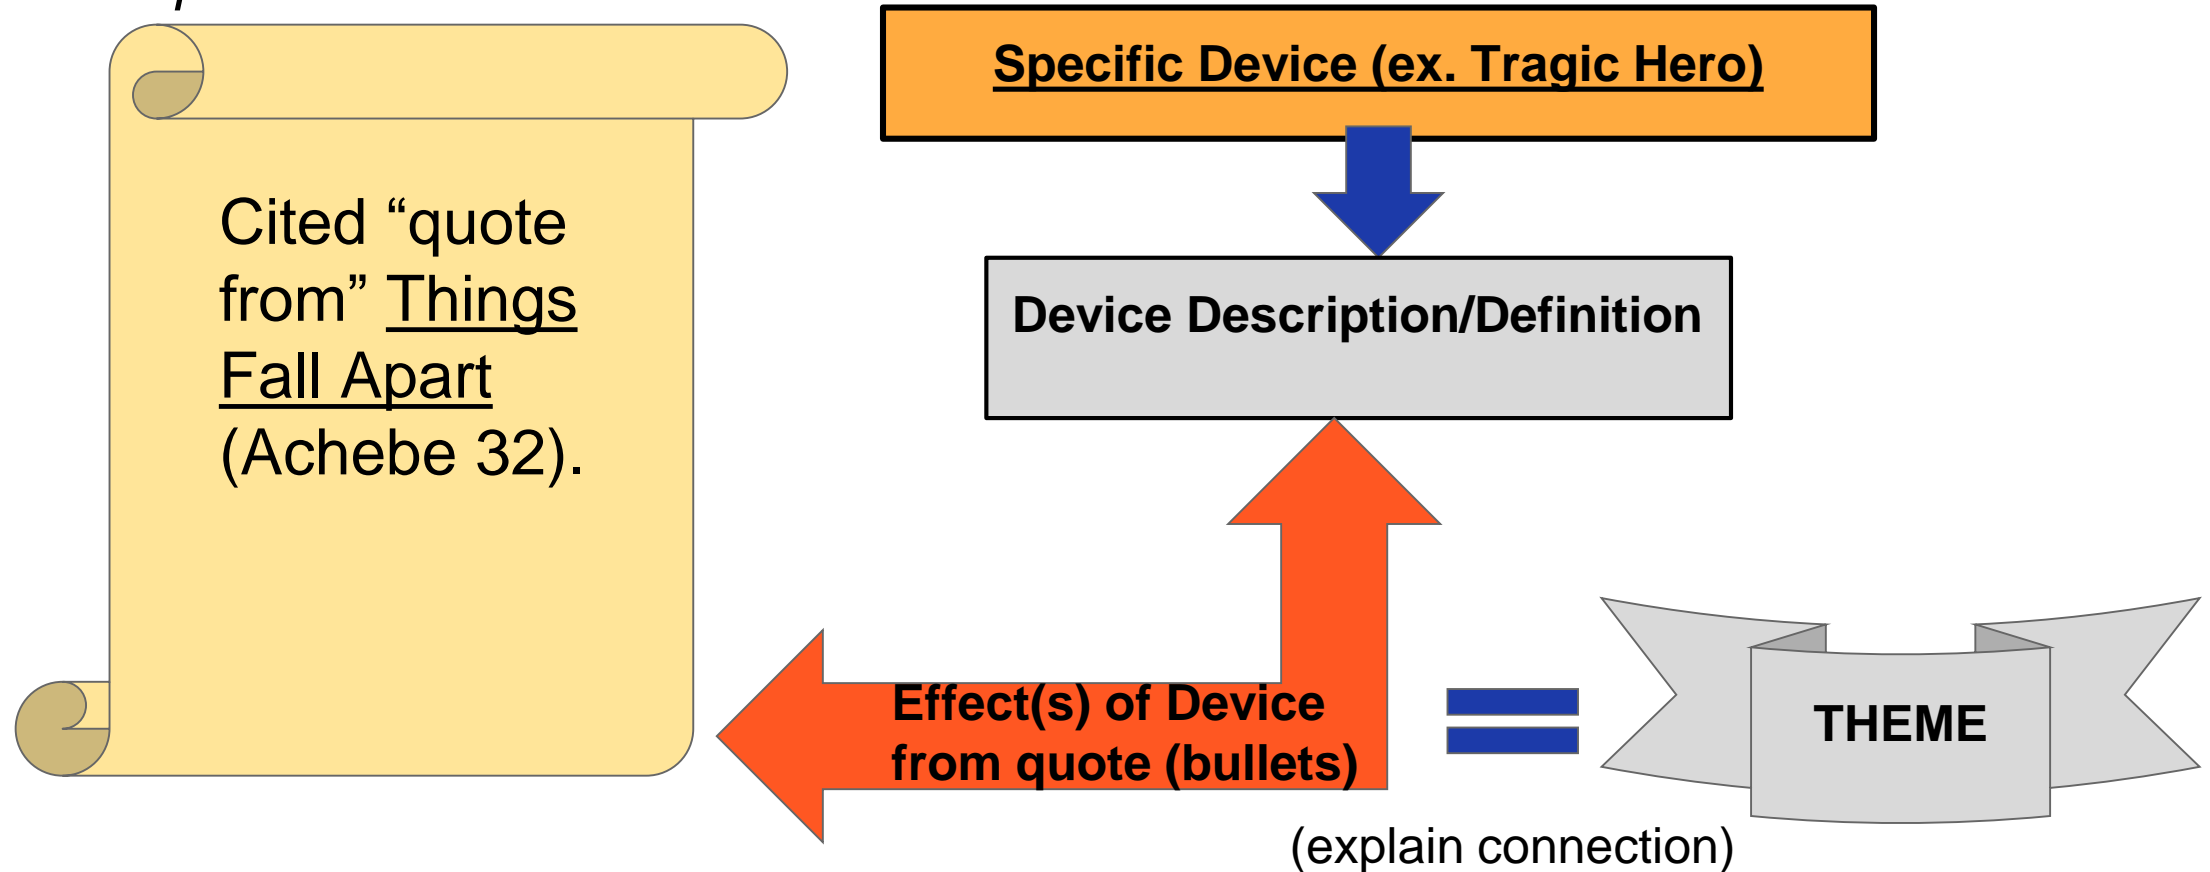 Cited “quote
from” Things
Fall Apart
(Achebe 32).
Specific Device (ex. Tragic Hero)
Device Description/Definition
Effect(s) of Device
from quote (bullets)
THEME
(explain connection)